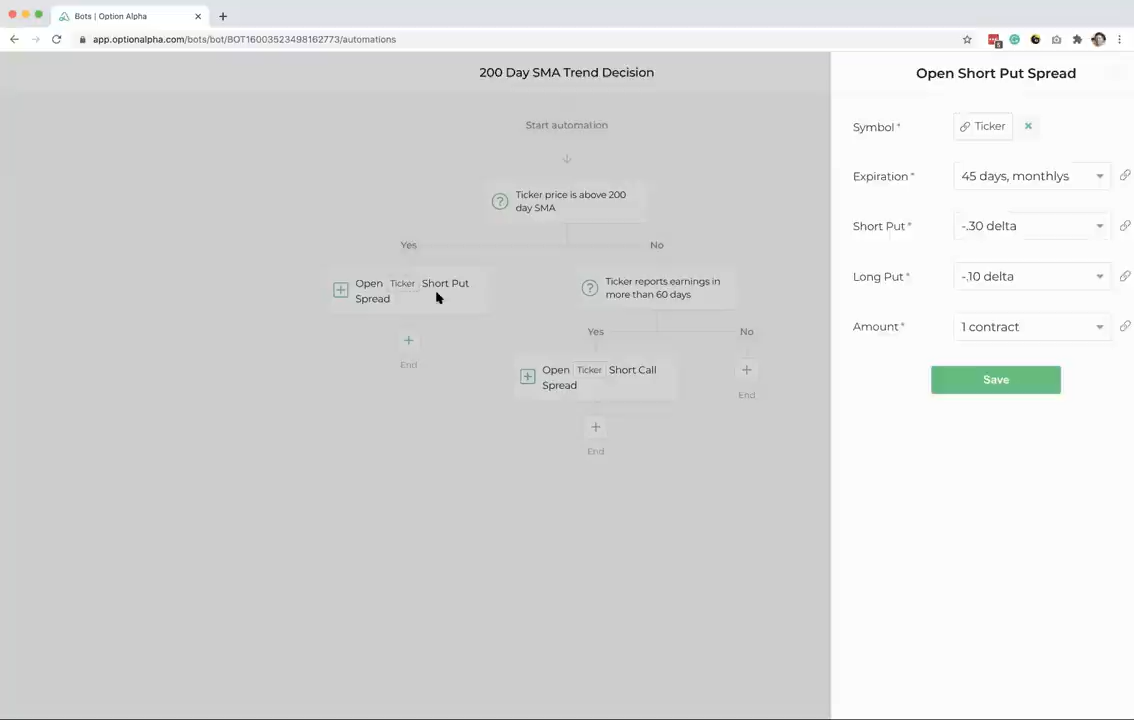 Bots | Option Alpha
app.optionalpha.com/bots/bot/BOT16003523498162773/automations
5
200 Day SMA Trend Decision
Start automation
Ticker price is above 200
day SMA
Yes
No
Open Ticker Short Put
Spread
End
Ticker reports earnings in
more than 60 days
Yes
No
Open Ticker Short Call
Spread
End
End
Open Short Put Spread
Symbol*
Ticker
Expiration*
45 days, monthlys
Short Put*
-.30 delta
Long Put*
-.10 delta
Amount*
1 contract
Save